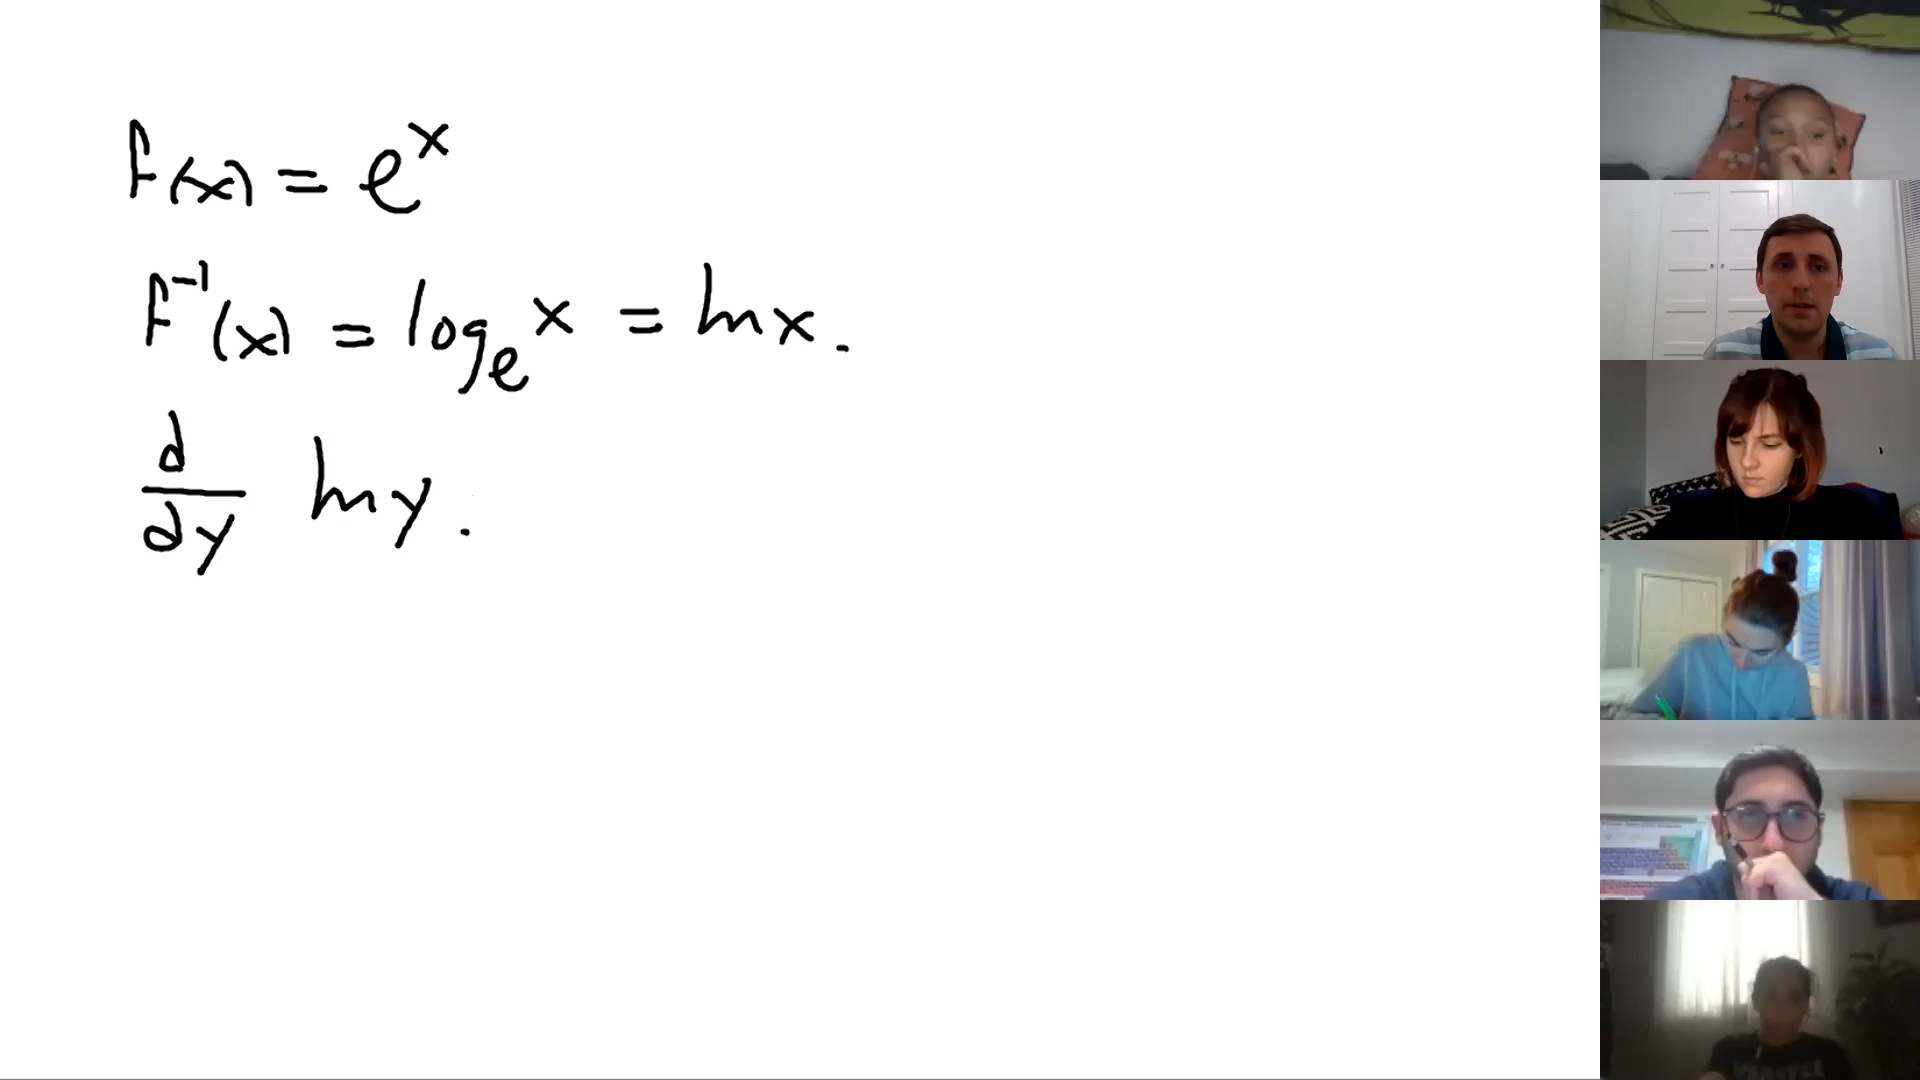 f(x) = e^x
f^-1(x) = log_e x = ln x.
d/dy ln y.